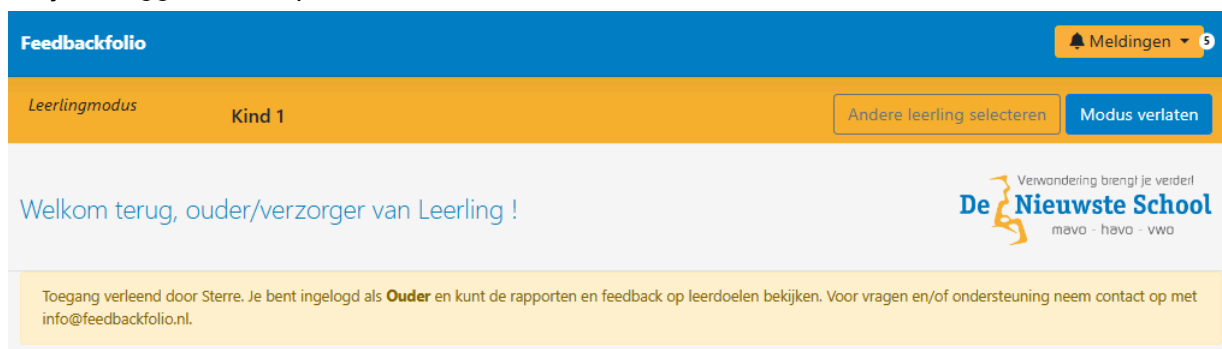 Feedbackfolio
Meldingen 5
Leerlingmodus
Kind 1
Andere leerling selecteren
Modus verlaten
Welkom terug, ouder/verzorger van Leerling !
Verwondering brengt je verder!
De Nieuwste School
mavo - havo - vwo
Toegang verleend door Sterre. Je bent ingelogd als Ouder en kunt de rapporten en feedback op leerdoelen bekijken. Voor vragen en/of ondersteuning neem contact op met
info@feedbackfolio.nl.